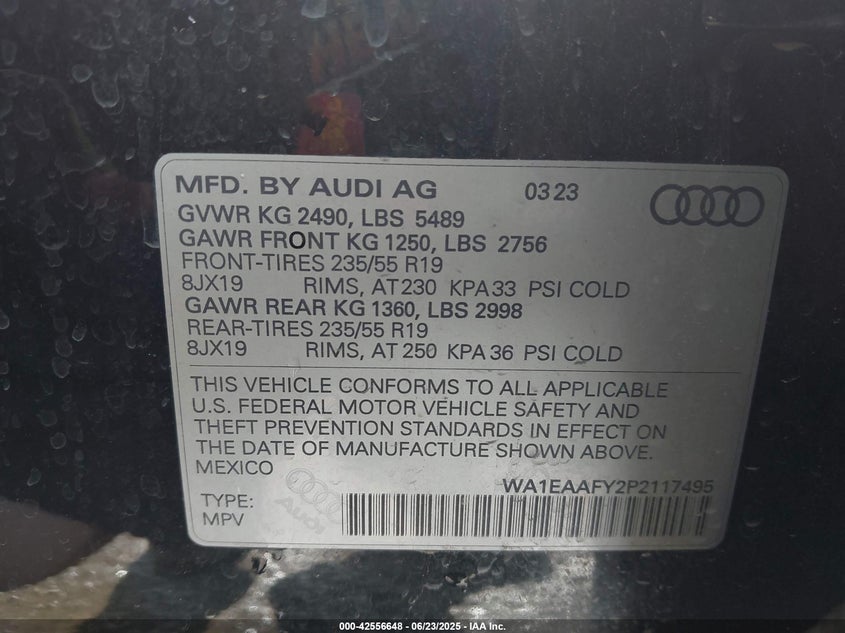 MFD. BY AUDI AG 03 23
GVWR KG 2490, LBS 5489
GAWR FRONT KG 1250, LBS 2756
FRONT-TIRES 235/55 R19
8JX19 RIMS, AT 230 KPA 33 PSI COLD
GAWR REAR KG 1360, LBS 2998
REAR-TIRES 235/55 R19
8JX19 RIMS, AT 250 KPA 36 PSI COLD
THIS VEHICLE CONFORMS TO ALL APPLICABLE
U.S. FEDERAL MOTOR VEHICLE SAFETY AND
THEFT PREVENTION STANDARDS IN EFFECT ON
THE DATE OF MANUFACTURE SHOWN ABOVE.
MEXICO
WA1EAAFY2P2117495
Audi
TYPE:
MPV
000-42556648 - 06/23/2025 - IAA Inc.